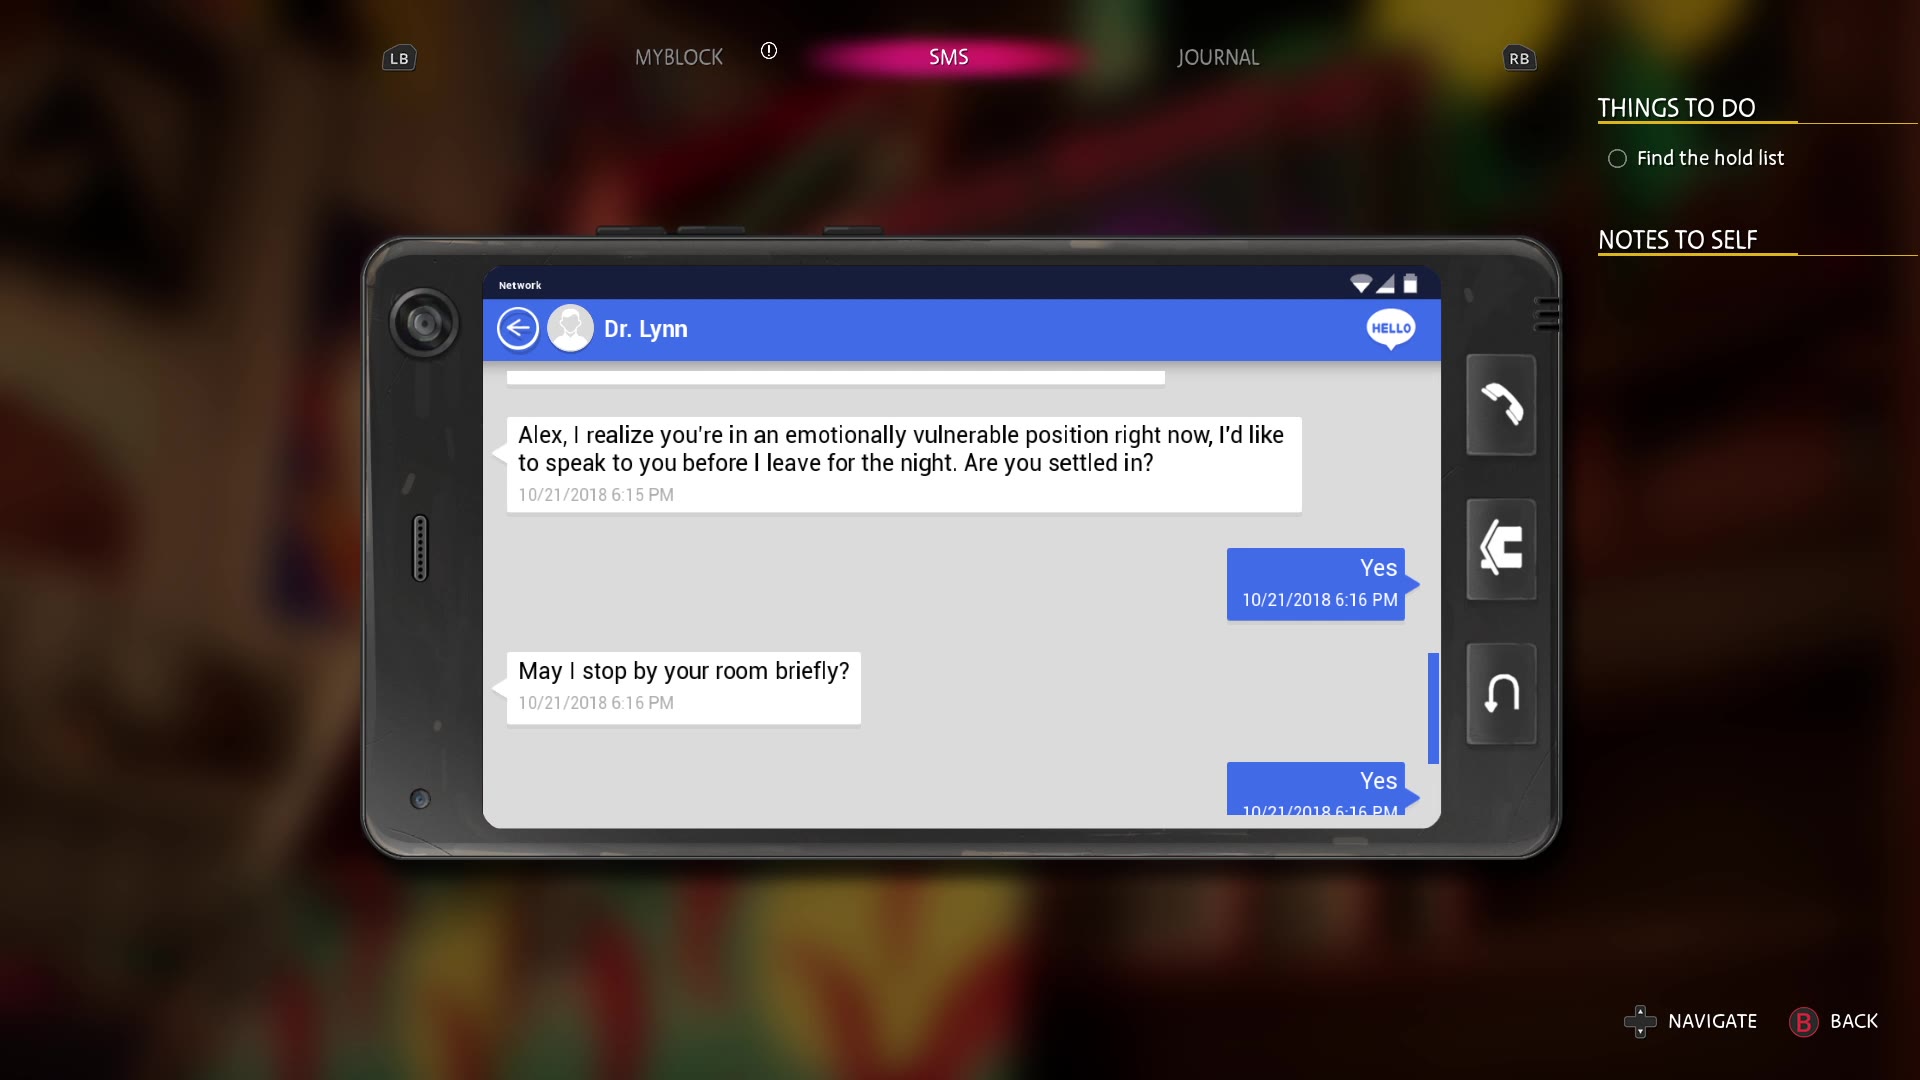 LB
MYBLOCK
SMS
JOURNAL
RB
THINGS TO DO
Find the hold list
NOTES TO SELF
Network
Dr. Lynn
HELLO
Alex, I realize you're in an emotionally vulnerable position right now, I'd like
to speak to you before I leave for the night. Are you settled in?
10/21/2018 6:15 PM
Yes
10/21/2018 6:16 PM
May I stop by your room briefly?
10/21/2018 6:16 PM
Yes
10/21/2018 6:16 PM
NAVIGATE
B BACK